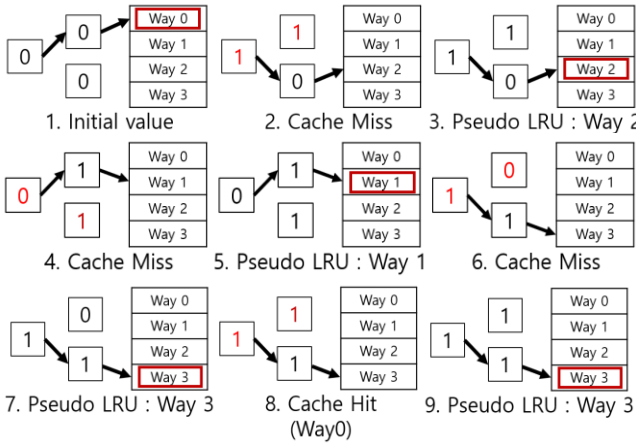 0
0
0
Way 0
Way 1
Way 2
Way 3
1. Initial value
1
1
0
Way 0
Way 1
Way 2
Way 3
2. Cache Miss
1
1
0
Way 0
Way 1
Way 2
Way 3
3. Pseudo LRU : Way 2
0
1
1
Way 0
Way 1
Way 2
Way 3
4. Cache Miss
0
1
1
Way 0
Way 1
Way 2
Way 3
5. Pseudo LRU : Way 1
1
0
1
Way 0
Way 1
Way 2
Way 3
6. Cache Miss
1
0
1
Way 0
Way 1
Way 2
Way 3
7. Pseudo LRU : Way 3
1
1
1
Way 0
Way 1
Way 2
Way 3
8. Cache Hit
(Way0)
1
1
1
Way 0
Way 1
Way 2
Way 3
9. Pseudo LRU : Way 3